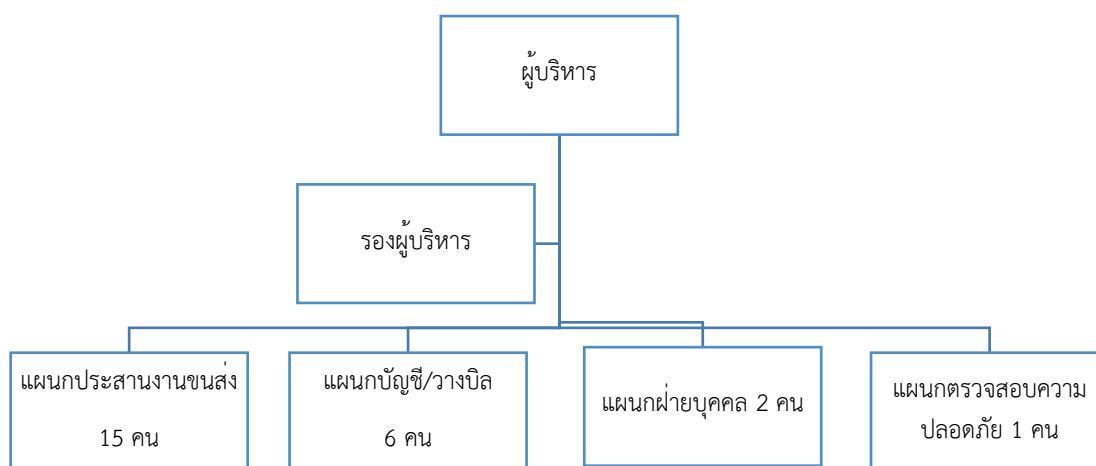 ผู้บริหาร
รองผู้บริหาร
แผนกประสานงานขนส่ง
15 คน
แผนกบัญชี/วางบิล
6 คน
แผนกฝ่ายบุคคล 2 คน
แผนกตรวจสอบความ
ปลอดภัย 1 คน